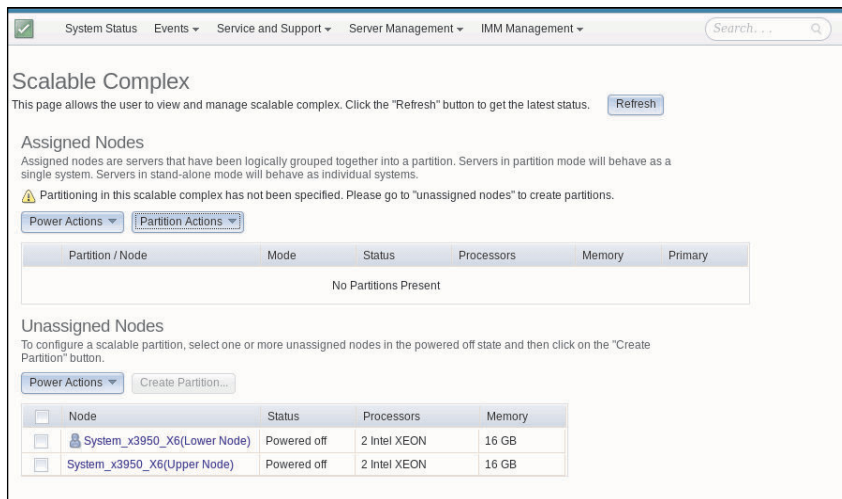 System Status Events Service and Support Server Management IMM Management Search. . .
Scalable Complex
This page allows the user to view and manage scalable complex. Click the "Refresh" button to get the latest status. Refresh
Assigned Nodes
Assigned nodes are servers that have been logically grouped together into a partition. Servers in partition mode will behave as a
single system. Servers in stand-alone mode will behave as individual systems.
Partitioning in this scalable complex has not been specified. Please go to "unassigned nodes" to create partitions.
Power Actions Partition Actions
Partition / Node Mode Status Processors Memory Primary
No Partitions Present
Unassigned Nodes
To configure a scalable partition, select one or more unassigned nodes in the powered off state and then click on the "Create
Partition" button.
Power Actions Create Partition...
Node Status Processors Memory
System_x3950_X6(Lower Node) Powered off 2 Intel XEON 16 GB
System_x3950_X6(Upper Node) Powered off 2 Intel XEON 16 GB